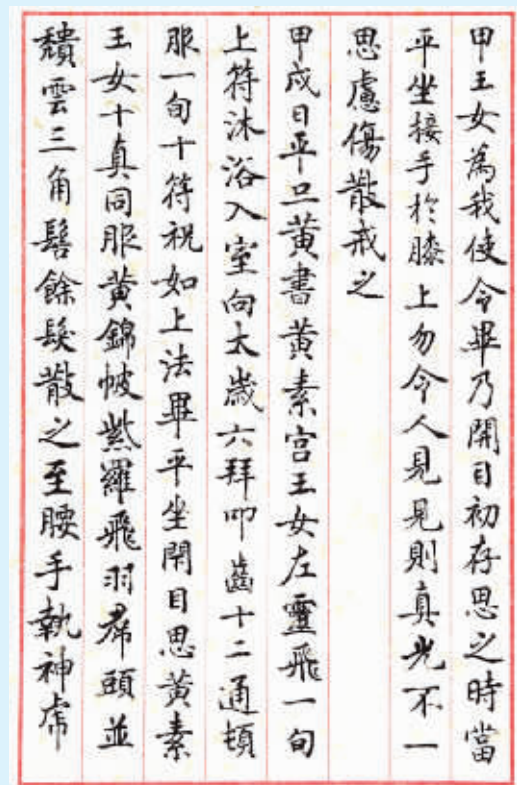 甲玉女為我使令畢乃開目初存思之時當
平坐接手於膝上勿令人見見則真光不一
思慮傷散戒之
甲戌日平旦黃書黃素宮玉女左靈飛一旬
上符沐浴入室向太歲六拜叩齒十二通頓
服一旬十符祝如上法畢平坐閉目思黃素
玉女十真同服黃錦帔紫羅飛羽帬頭並
頹雲三角髻餘髮散之至腰手執神虎